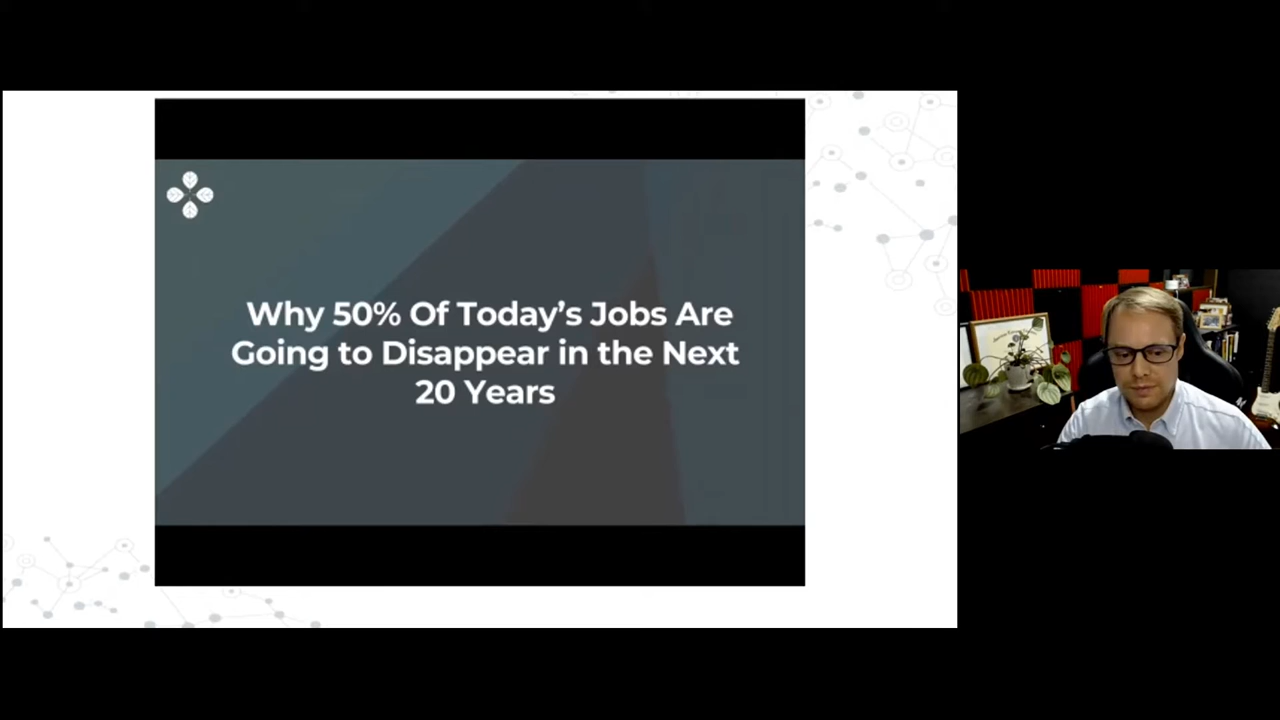 Why 50% Of Today’s Jobs Are
Going to Disappear in the Next
20 Years